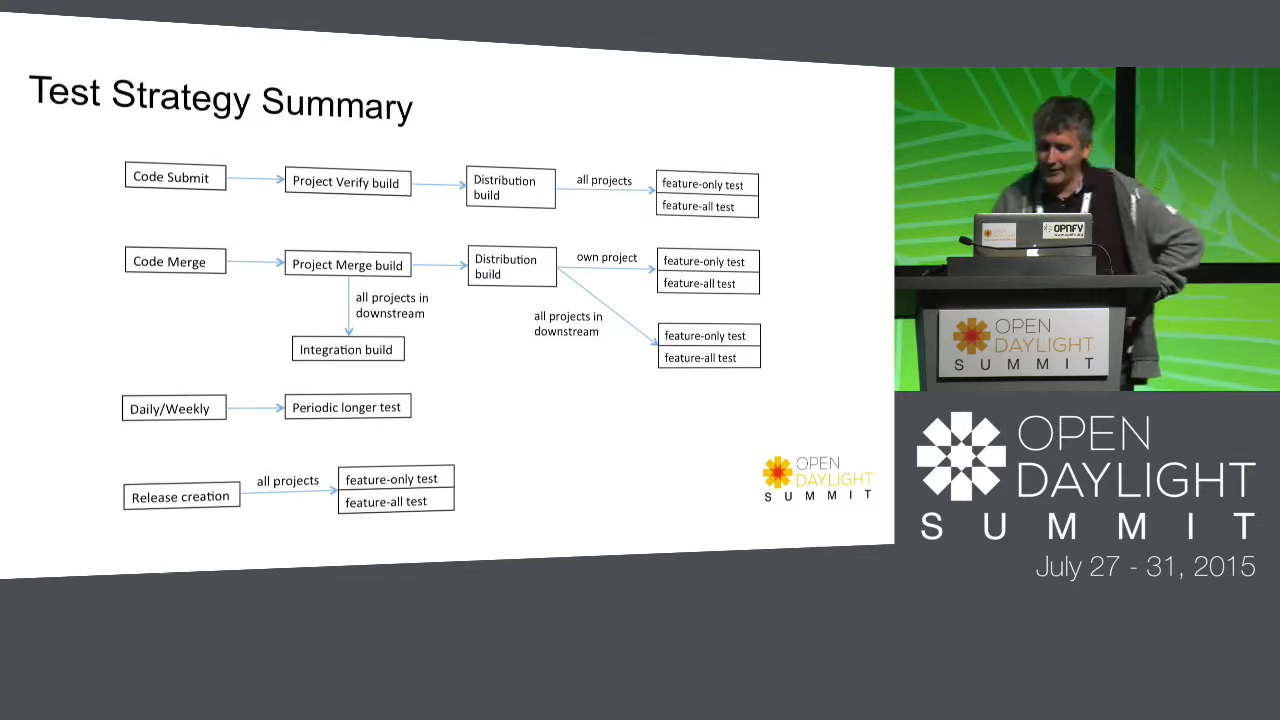 Test Strategy Summary
Code Submit
Project Verify build
Distribution
build
all projects
feature-only test
feature-all test
Code Merge
Project Merge build
Distribution
build
own project
feature-only test
feature-all test
all projects in
downstream
all projects in
downstream
feature-only test
feature-all test
Integration build
Daily/Weekly
Periodic longer test
Release creation
all projects
feature-only test
feature-all test
OPEN
DAYLIGHT
SUMMIT
OPNFV
OPEN
DAYLIGHT
SUMMIT
OPEN
DAYLIGHT
SUMMIT
July 27 - 31, 2015